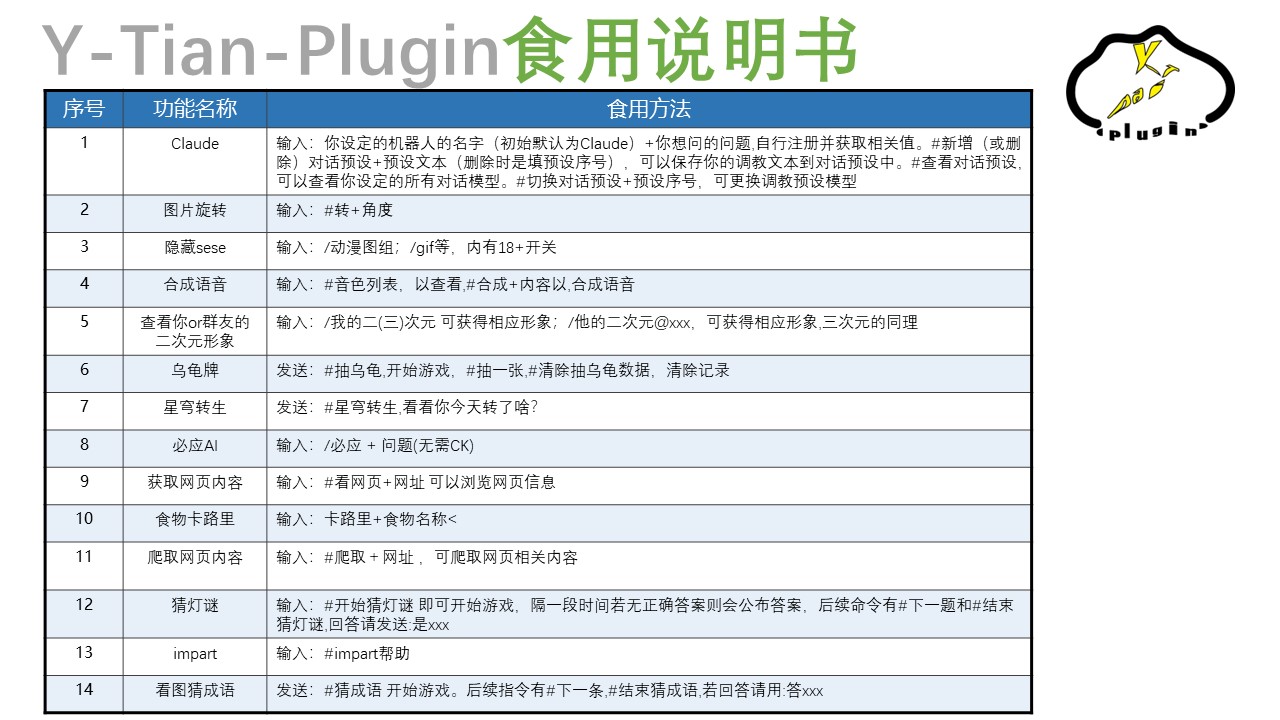 Y-Tian-Plugin食用说明书
序号 功能名称 食用方法
1 Claude 输入：你设定的机器人的名字（初始默认为Claude）+你想问的问题,自行注册并获取相关值。#新增（或删
除）对话预设+预设文本（删除时是填预设序号），可以保存你的调教文本到对话预设中。#查看对话预设,
可以查看你设定的所有对话模型。#切换对话预设+预设序号，可更换调教预设模型
2 图片旋转 输入：#转+角度
3 隐藏sese 输入：/动漫图组；/gif等，内有18+开关
4 合成语音 输入：#音色列表，以查看,#合成+内容以,合成语音
5 查看你or群友的 输入：/我的二(三)次元 可获得相应形象；/他的二次元@xxx，可获得相应形象,三次元的同理
二次元形象
6 乌龟牌 发送：#抽乌龟,开始游戏，#抽一张,#清除抽乌龟数据，清除记录
7 星穹转生 发送：#星穹转生,看看你今天转了啥?
8 必应AI 输入：/必应 + 问题(无需CK)
9 获取网页内容 输入：#看网页+网址 可以浏览网页信息
10 食物卡路里 输入：卡路里+食物名称<
11 爬取网页内容 输入：#爬取 + 网址 ，可爬取网页相关内容
12 猜灯谜 输入：#开始猜灯谜 即可开始游戏，隔一段时间若无正确答案则会公布答案，后续命令有#下一题和#结束
猜灯谜,回答请发送:是xxx
13 impart 输入：#impart帮助
14 看图猜成语 发送：#猜成语 开始游戏。后续指令有#下一条,#结束猜成语,若回答请用:答xxx
plugin